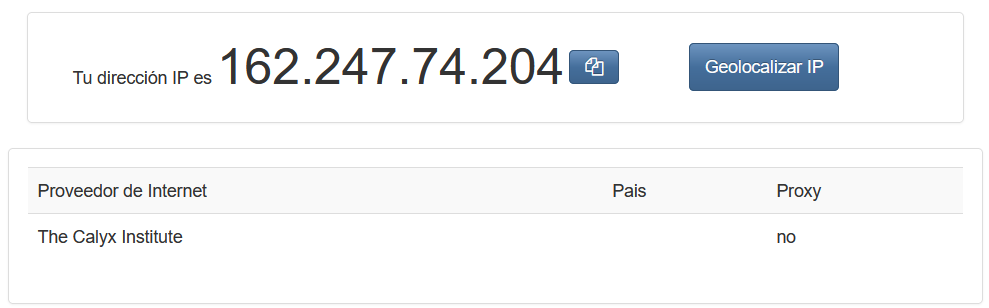 Tu dirección IP es 162.247.74.204 Geolocalizar IP
Proveedor de Internet Pais Proxy
The Calyx Institute no